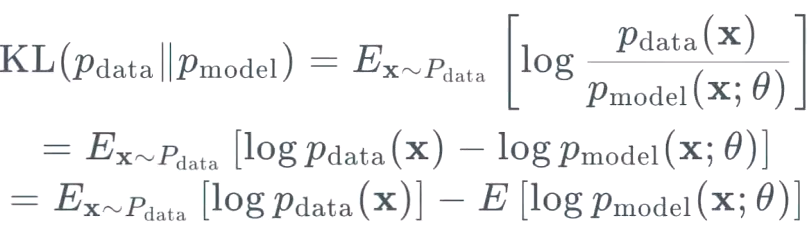 KL(p_data‖p_model) = E_{𝐱∼P_data} [log p_data(𝐱) / p_model(𝐱; θ)]
= E_{𝐱∼P_data} [log p_data(𝐱) − log p_model(𝐱; θ)]
= E_{𝐱∼P_data} [log p_data(𝐱)] − E [log p_model(𝐱; θ)]